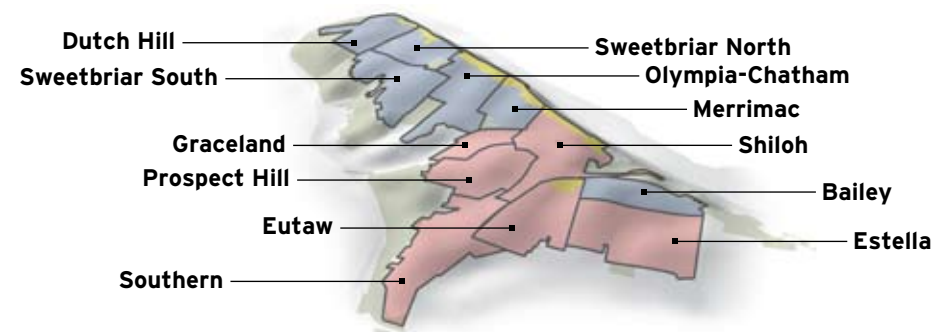 Dutch Hill
Sweetbriar North
Sweetbriar South
Olympia-Chatham
Merrimac
Graceland
Shiloh
Prospect Hill
Bailey
Eutaw
Estella
Southern